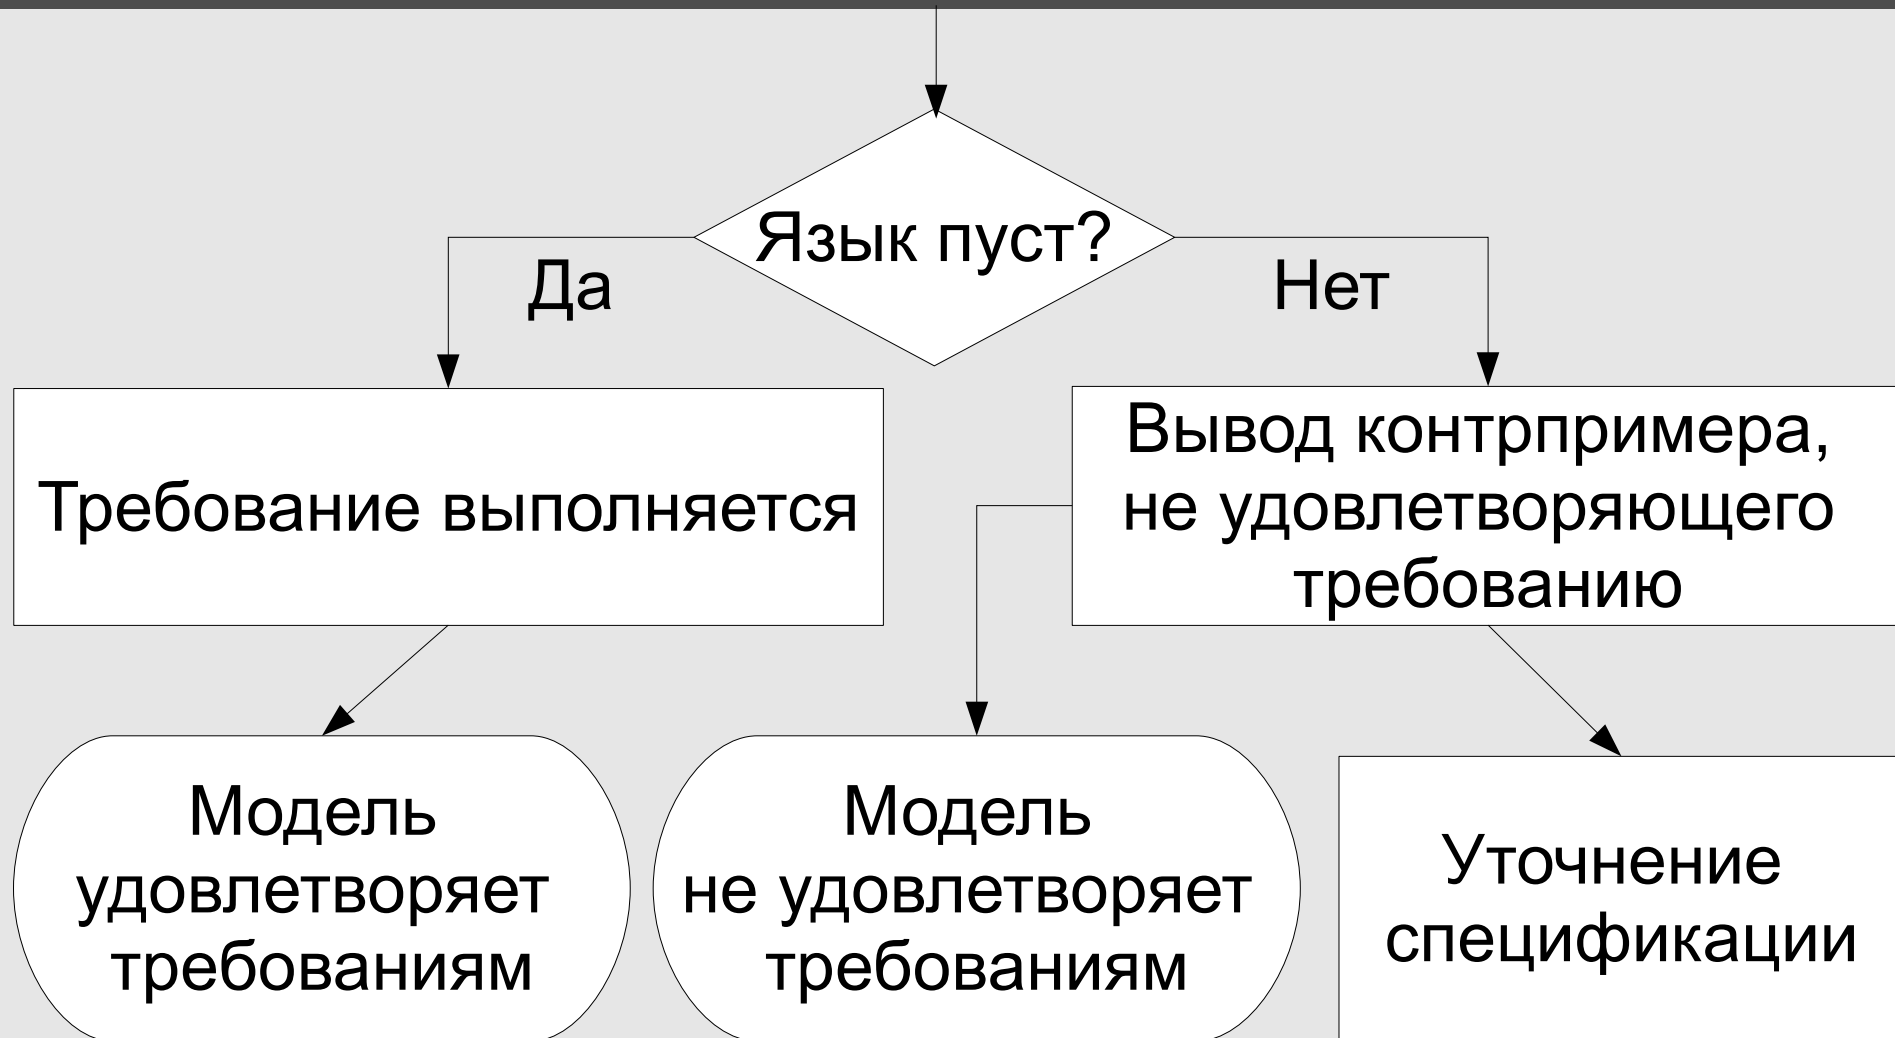 Язык пуст?
Да
Нет
Требование выполняется
Вывод контрпримера,
не удовлетворяющего
требованию
Модель
удовлетворяет
требованиям
Модель
не удовлетворяет
требованиям
Уточнение
спецификации